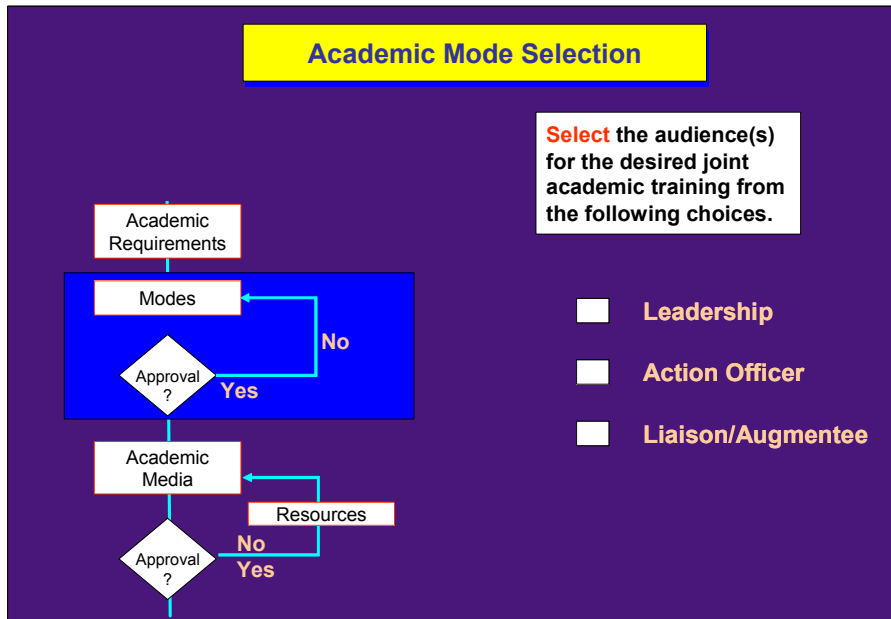 Academic Mode Selection
Select the audience(s)
for the desired joint
academic training from
the following choices.
Academic
Requirements
Modes
No
Approval
?
Yes
Academic
Media
Resources
Approval
?
No
Yes
Leadership
Action Officer
Liaison/Augmentee